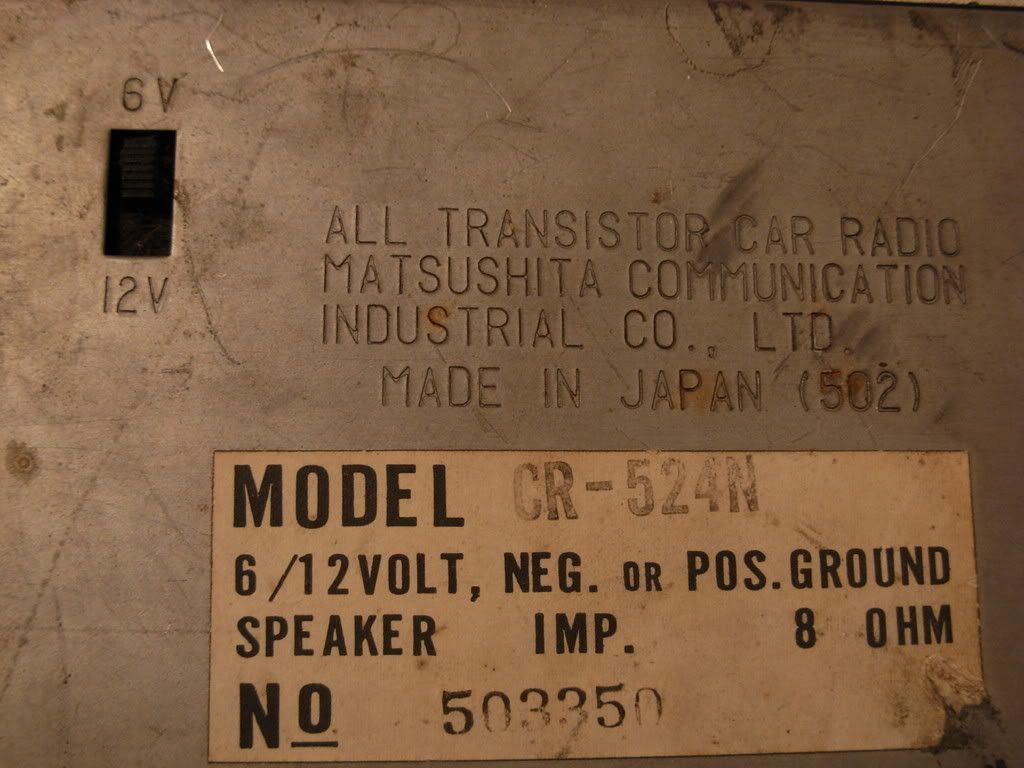 6V
12V
ALL TRANSISTOR CAR RADIO
MATSUSHITA COMMUNICATION
INDUSTRIAL CO., LTD.
MADE IN JAPAN (502)
MODEL CR-524N
6/12VOLT, NEG. OR POS. GROUND
SPEAKER IMP. 8 OHM
No 503350